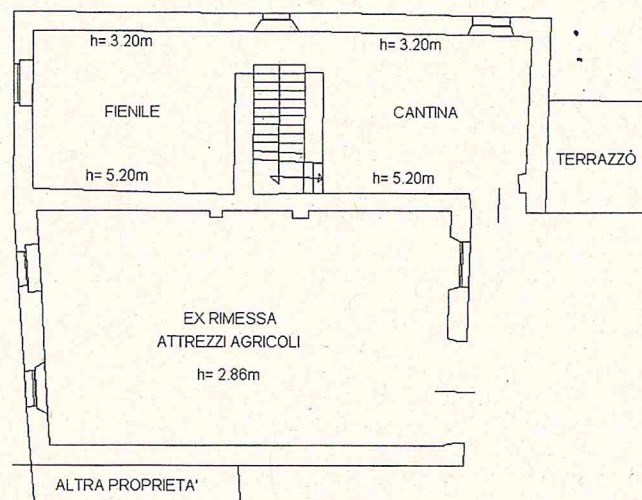 h= 3.20m
h= 3.20m
FIENILE
CANTINA
TERRAZZO
h= 5.20m
h= 5.20m
EX RIMESSA
ATTREZZI AGRICOLI
h= 2.86m
ALTRA PROPRIETA'